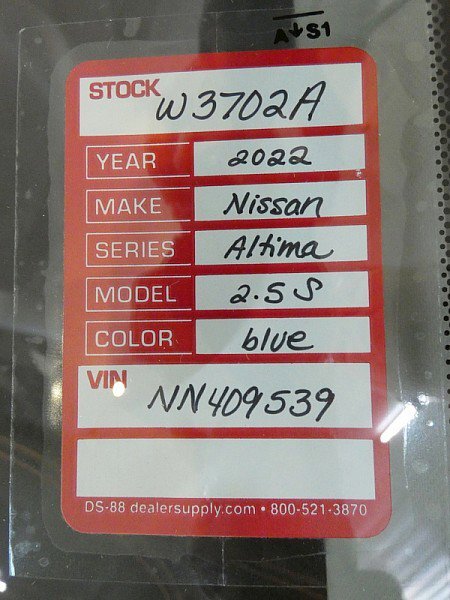 A↓S1
STOCK W3702A
YEAR 2022
MAKE Nissan
SERIES Altima
MODEL 2.5 S
COLOR blue
VIN NN409539
DS-88 dealersupply.com • 800-521-3870